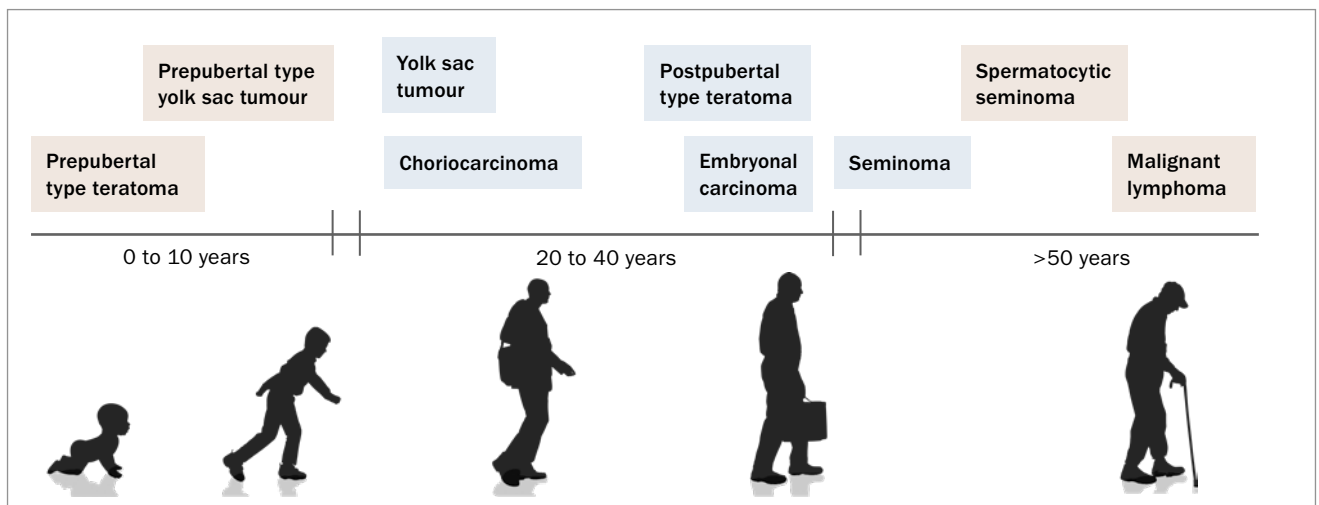 Prepubertal type
yolk sac tumour
Yolk sac
tumour
Postpubertal
type teratoma
Spermatocytic
seminoma
Prepubertal
type teratoma
Choriocarcinoma
Embryonal
carcinoma
Seminoma
Malignant
lymphoma
0 to 10 years
20 to 40 years
>50 years